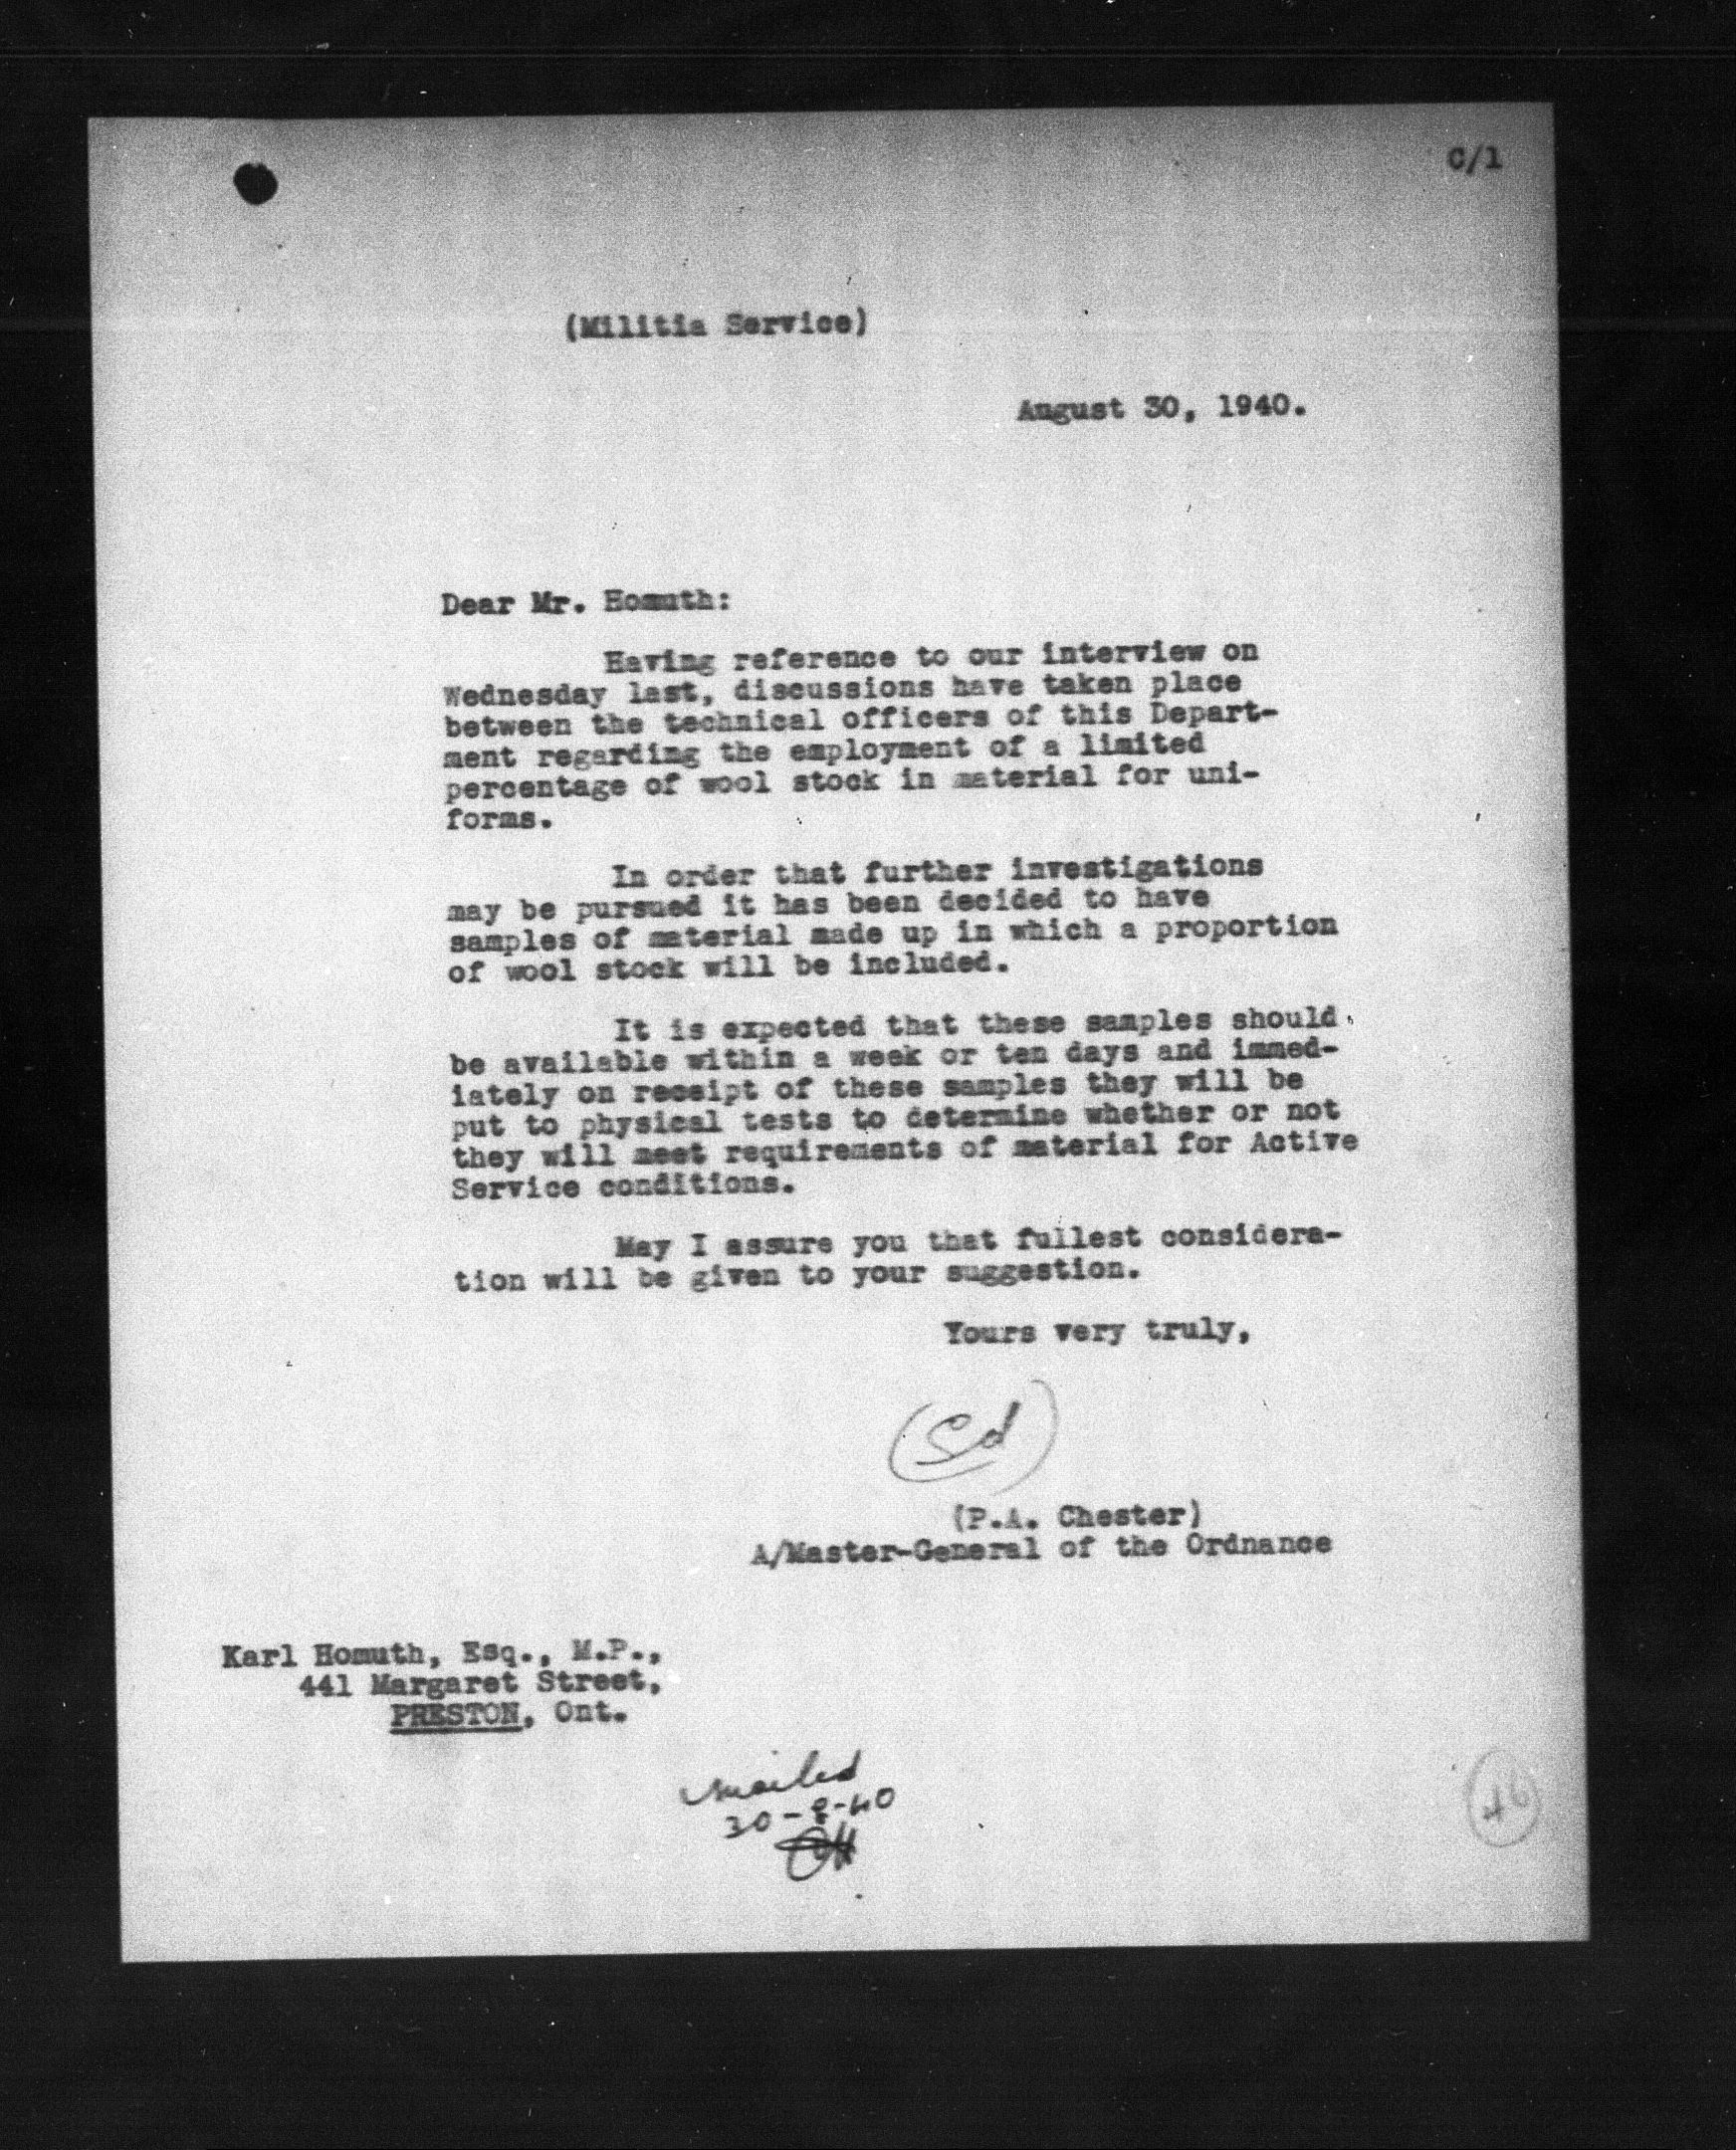 C/1
(Militia Service)
August 30, 1940.
Dear Mr. Homuth:
Having reference to our interview on
Wednesday last, discussions have taken place
between the technical officers of this Depart-
ment regarding the employment of a limited
percentage of wool stock in material for uni-
forms.
In order that further investigations
may be pursued it has been decided to have
samples of material made up in which a proportion
of wool stock will be included.
It is expected that these samples should
be available within a week or ten days and immed-
iately on receipt of these samples they will be
put to physical tests to determine whether or not
they will meet requirements of material for Active
Service conditions.
May I assure you that fullest considera-
tion will be given to your suggestion.
Yours very truly,
(Sd)
(P.A. Chester)
A/Master-General of the Ordnance
Karl Homuth, Esq., M.P.,
441 Margaret Street,
PRESTON, Ont.
mailed
30-8-40